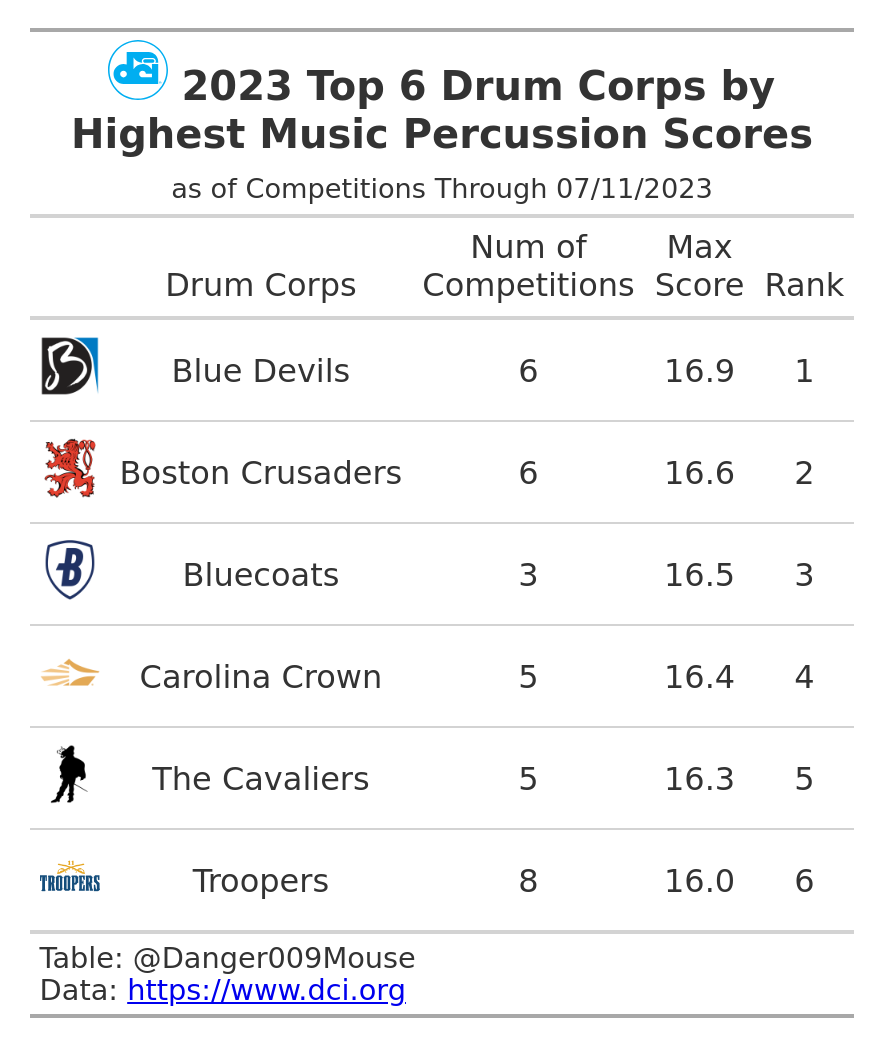 2023 Top 6 Drum Corps by
Highest Music Percussion Scores
as of Competitions Through 07/11/2023
Drum Corps Num of Competitions Max Score Rank
Blue Devils 6 16.9 1
Boston Crusaders 6 16.6 2
Bluecoats 3 16.5 3
Carolina Crown 5 16.4 4
The Cavaliers 5 16.3 5
TROOPERS Troopers 8 16.0 6
Table: @Danger009Mouse
Data: https://www.dci.org